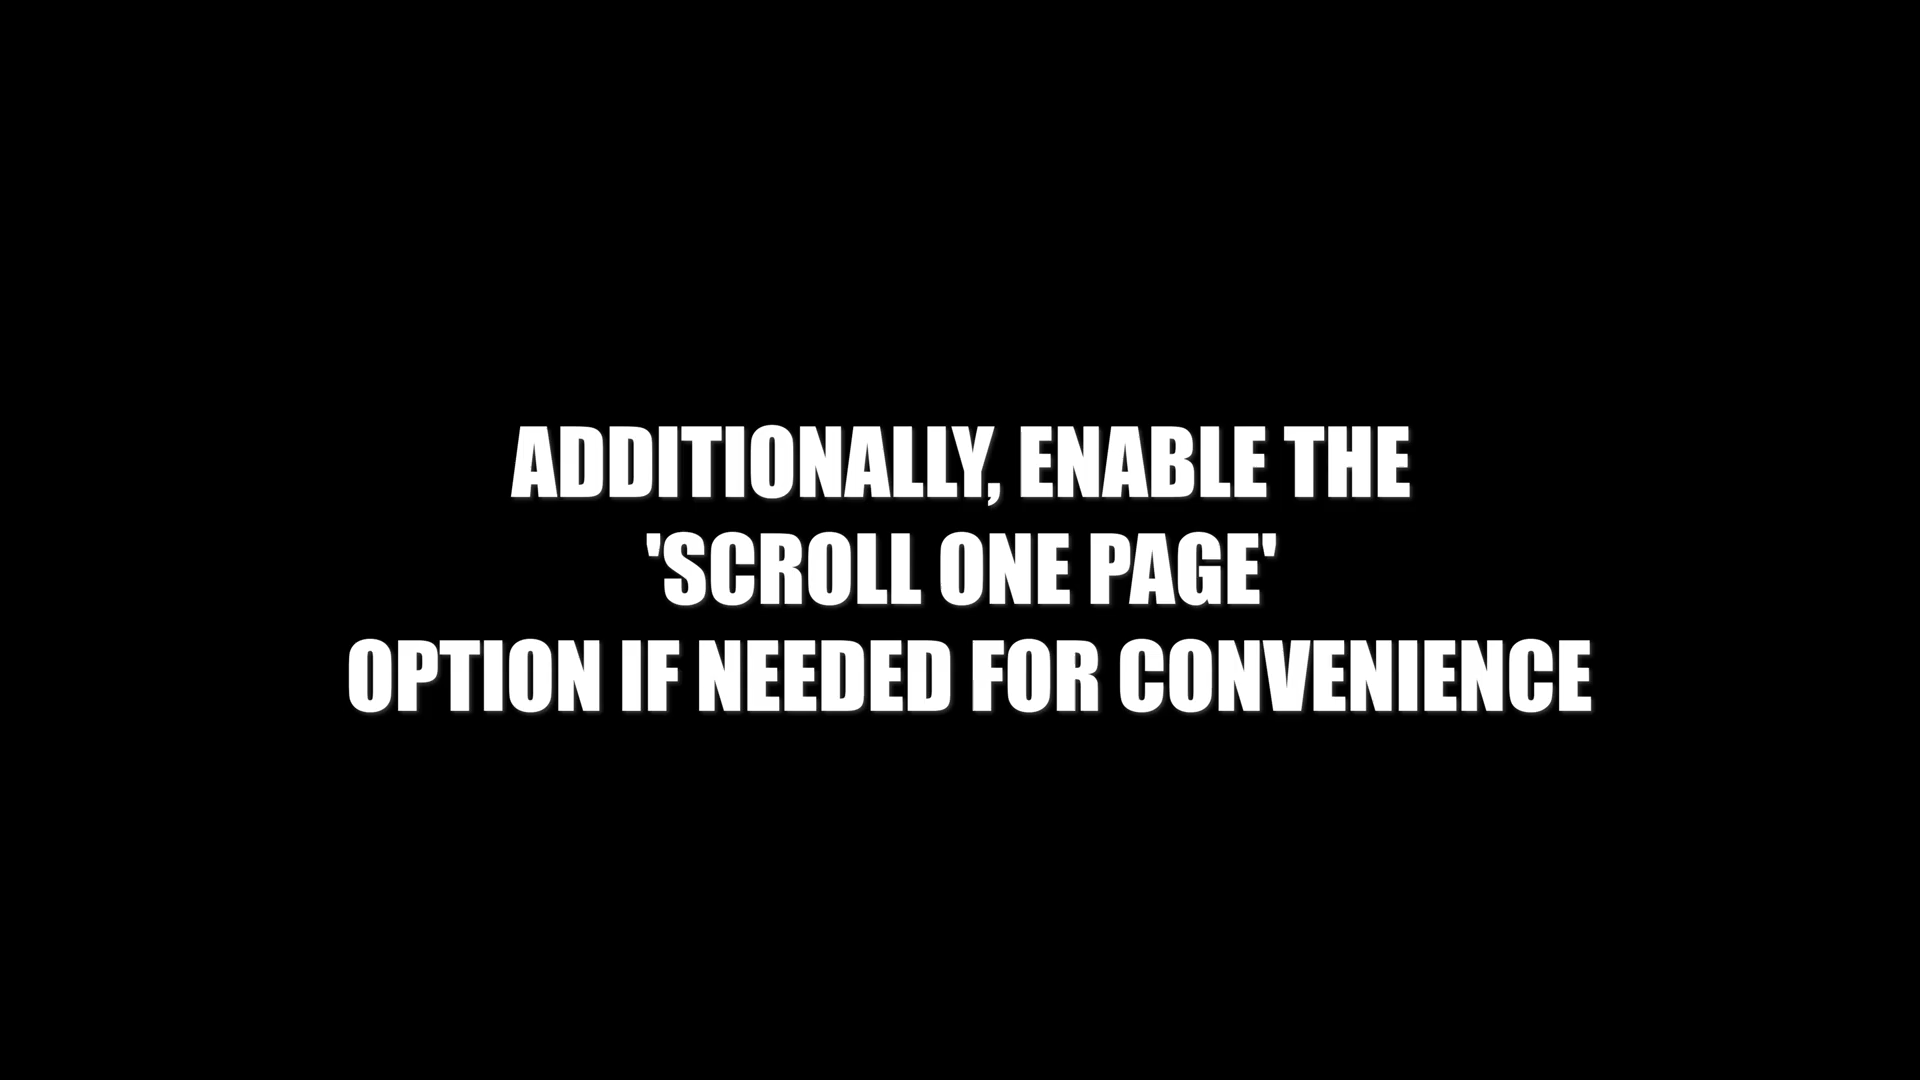 ADDITIONALLY, ENABLE THE
'SCROLL ONE PAGE'
OPTION IF NEEDED FOR CONVENIENCE